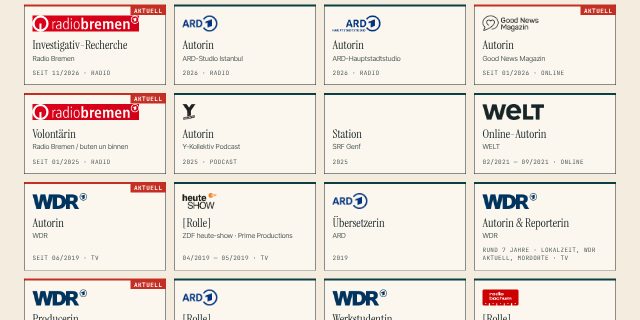 AKTUELL
radiobremen
Investigativ-Recherche
Radio Bremen
SEIT 11/2026 · RADIO
ARD
Autorin
ARD-Studio Istanbul
2026 · RADIO
ARD
HAUPTSTADTSTUDIO
Autorin
ARD-Hauptstadtstudio
2026 · RADIO
AKTUELL
Good News
Magazin
Autorin
Good News Magazin
SEIT 01/2026 · ONLINE
AKTUELL
radiobremen
Volontärin
Radio Bremen / buten un binnen
SEIT 01/2025 · RADIO
Y
Autorin
Y-Kollektiv Podcast
2025 · PODCAST
Station
SRF Genf
2025
WELT
Online-Autorin
WELT
02/2021 — 09/2021 · ONLINE
AKTUELL
WDR
Autorin
WDR
SEIT 06/2019 · TV
heute
SHOW
[Rolle]
ZDF heute-show · Prime Productions
04/2019 — 05/2019 · TV
ARD
Übersetzerin
ARD
2019
WDR
Autorin & Reporterin
WDR
RUND 7 JAHRE · LOKALZEIT, WDR
AKTUELL, MORDORTE · TV
AKTUELL
WDR
Producerin
ARD
[Rolle]
WDR
Werkstudentin
radio
bochum
[Rolle]